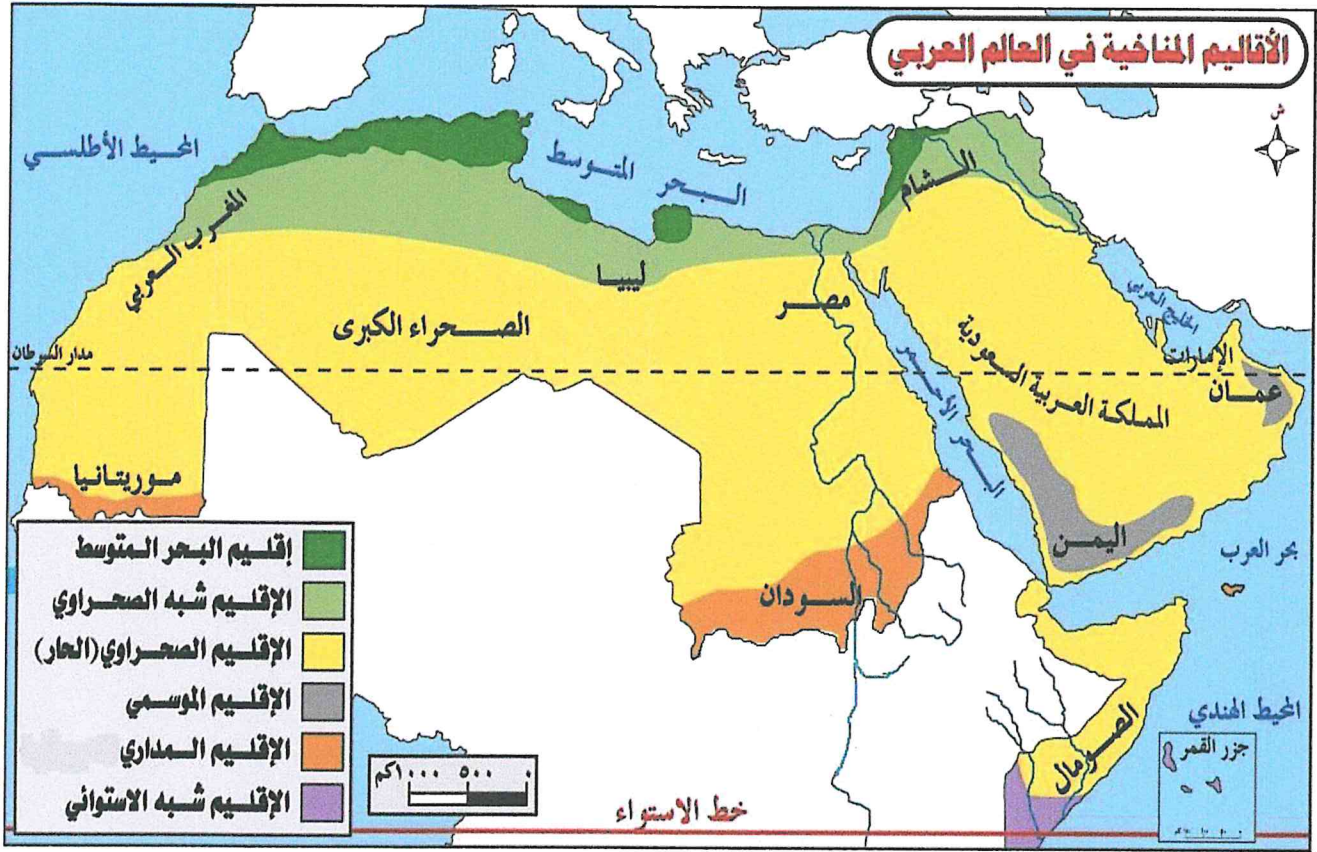 الأقاليم المناخية في العالم العربي
ش
المحيط الأطلسي
البحر المتوسط
الشام
المغرب العربي
ليبيا
مصر
الخليج العربي
الصحراء الكبرى
الإمارات
مدار السرطان
المملكة العربية السعودية
عمان
البحر الأحمر
موريتانيا
اليمن
بحر العرب
السودان
المحيط الهندي
الصومال
جزر القمر
خط الاستواء
إقليم البحر المتوسط
الإقليم شبه الصحراوي
الإقليم الصحراوي (الحار)
الإقليم الموسمي
الإقليم المداري
الإقليم شبه الاستوائي
٠ ٥٠٠ ١٠٠٠كم